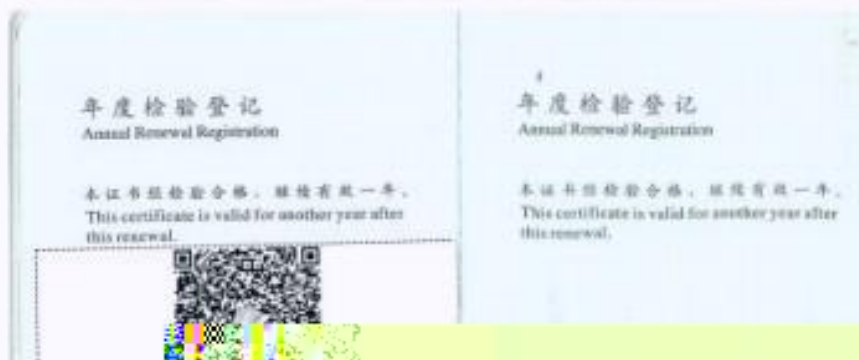 年度检验登记
Annual Renewal Registration
本证书经检验合格，继续有效一年。
This certificate is valid for another year after
this renewal.
年度检验登记
Annual Renewal Registration
本证书经检验合格，继续有效一年。
This certificate is valid for another year after
this renewal.